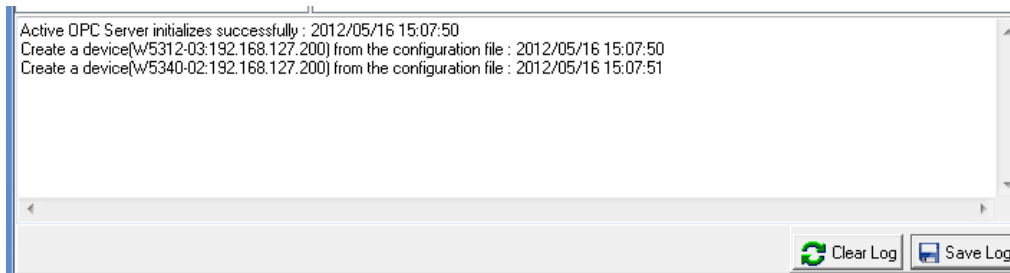 Active OPC Server initializes successfully : 2012/05/16 15:07:50
Create a device(W5312-03:192.168.127.200) from the configuration file : 2012/05/16 15:07:50
Create a device(W5340-02:192.168.127.200) from the configuration file : 2012/05/16 15:07:51
Clear Log Save Log